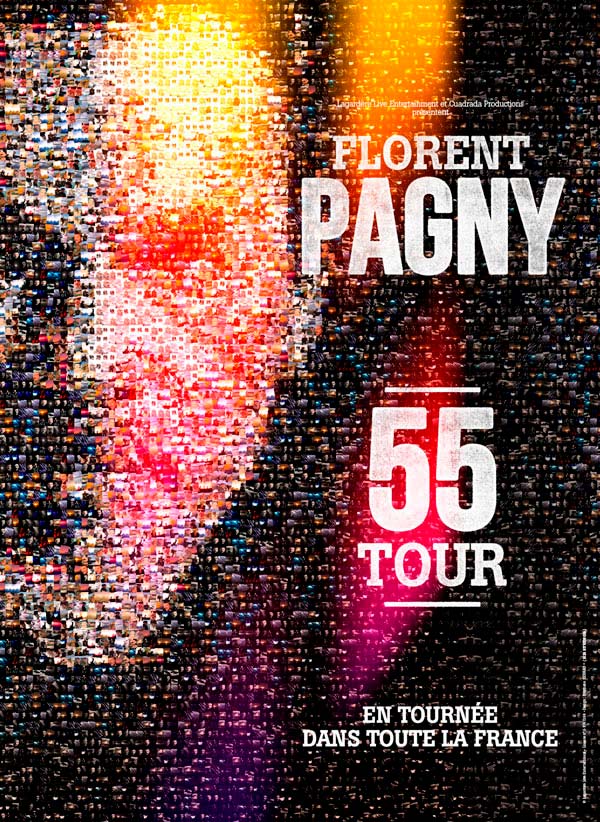 Lagardère Live Entertainment et Cuadrada Productions
présentent
FLORENT
PAGNY
55
TOUR
EN TOURNÉE
DANS TOUTE LA FRANCE